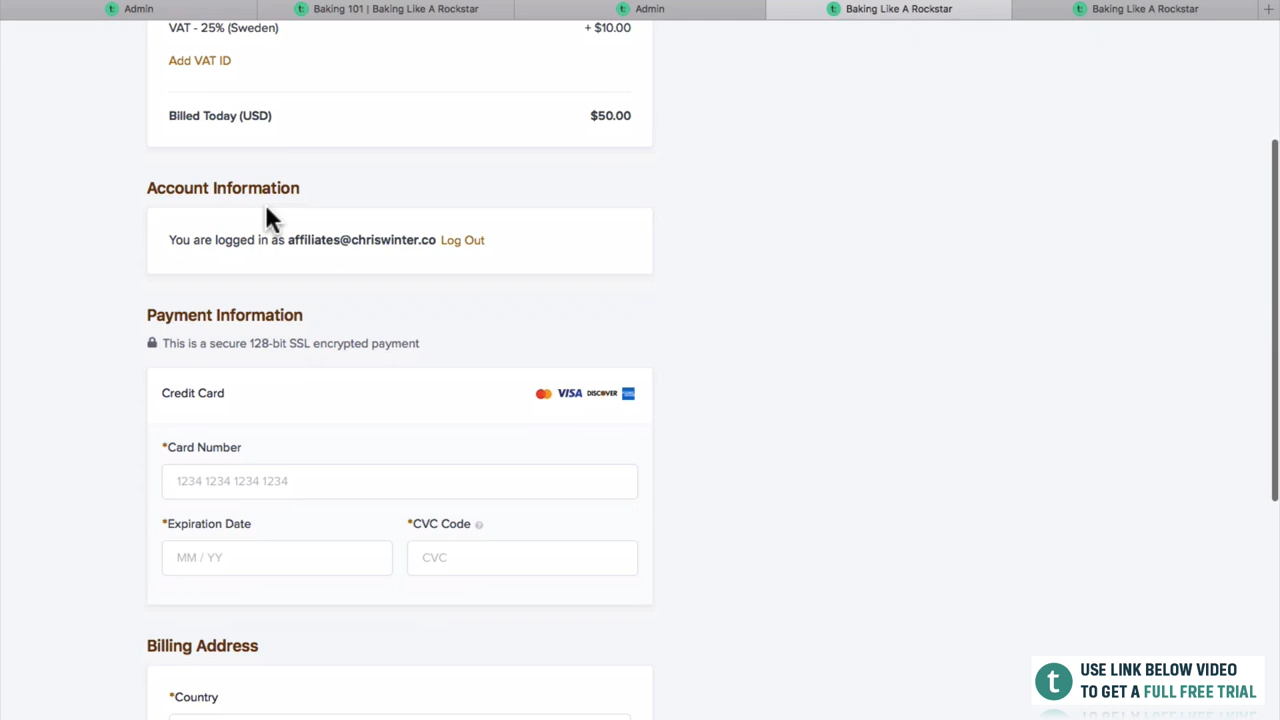 Admin
Baking 101 | Baking Like A Rockstar
Admin
Baking Like A Rockstar
Baking Like A Rockstar
VAT - 25% (Sweden) + $10.00
Add VAT ID
Billed Today (USD) $50.00
Account Information
You are logged in as affiliates@chriswinter.co Log Out
Payment Information
This is a secure 128-bit SSL encrypted payment
Credit Card VISA DISCOVER
*Card Number
1234 1234 1234 1234
*Expiration Date *CVC Code
MM / YY CVC
Billing Address
*Country
t USE LINK BELOW VIDEO
TO GET A FULL FREE TRIAL